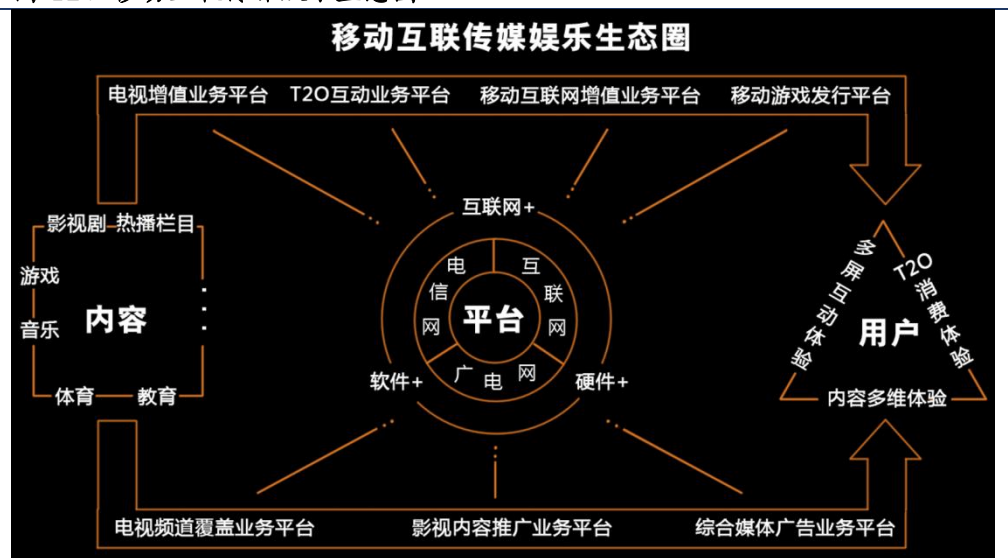 移动互联传媒娱乐生态圈
电视增值业务平台 T2O互动业务平台 移动互联网增值业务平台 移动游戏发行平台
影视剧 热播栏目
游戏
音乐
内容
体育 教育
互联网+
电信网
互联网
广电网
平台
软件+
硬件+
多屏互动体验
T2O消费体验
用户
内容多维体验
电视频道覆盖业务平台 影视内容推广业务平台 综合媒体广告业务平台